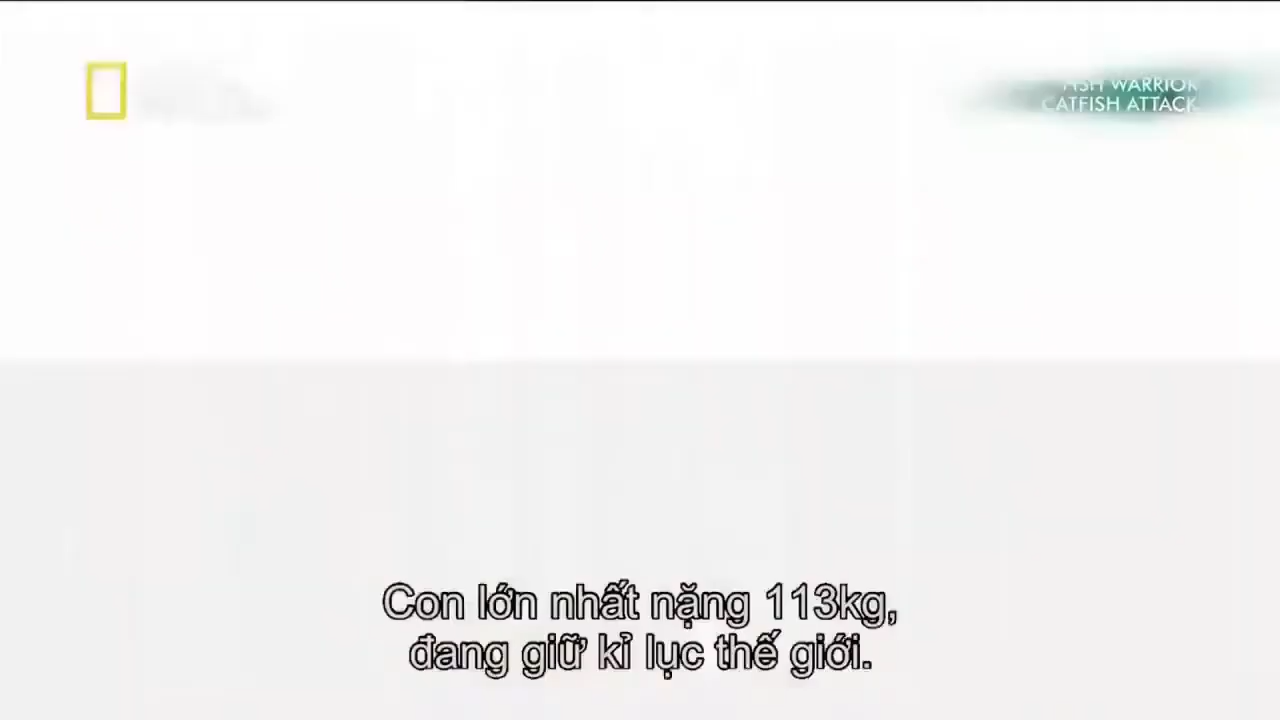 FISH WARRIOR
CATFISH ATTACK
Con lớn nhất nặng 113kg,
đang giữ kỉ lục thế giới.